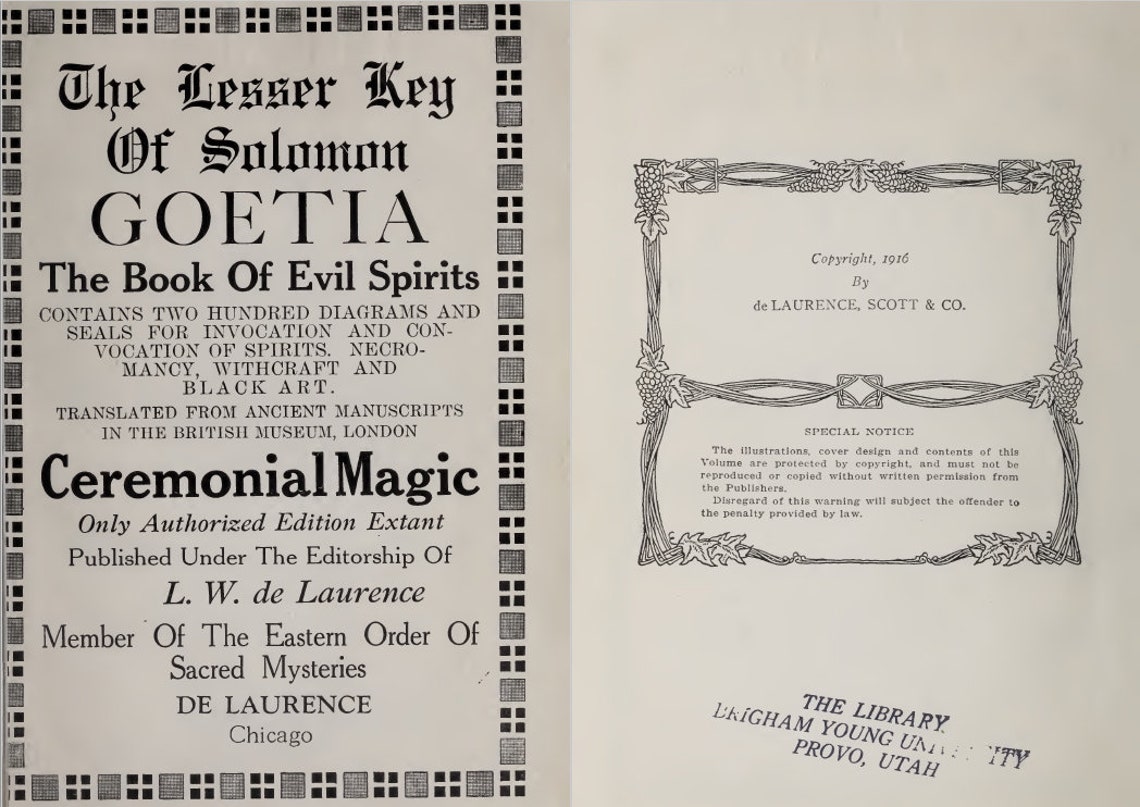 The Lesser Key
Of Solomon
GOETIA
The Book Of Evil Spirits
CONTAINS TWO HUNDRED DIAGRAMS AND
SEALS FOR INVOCATION AND CON-
VOCATION OF SPIRITS. NECRO-
MANCY, WITHCRAFT AND
BLACK ART.
TRANSLATED FROM ANCIENT MANUSCRIPTS
IN THE BRITISH MUSEUM, LONDON
Ceremonial Magic
Only Authorized Edition Extant
Published Under The Editorship Of
L. W. de Laurence
Member Of The Eastern Order Of
Sacred Mysteries
DE LAURENCE
Chicago
Copyright, 1916
By
deLAURENCE, SCOTT & CO.
SPECIAL NOTICE
The illustrations, cover design and contents of this
Volume are protected by copyright, and must not be
reproduced or copied without written permission from
the Publishers.
Disregard of this warning will subject the offender to
the penalty provided by law.
THE LIBRARY
BRIGHAM YOUNG UNIVERSITY
PROVO, UTAH